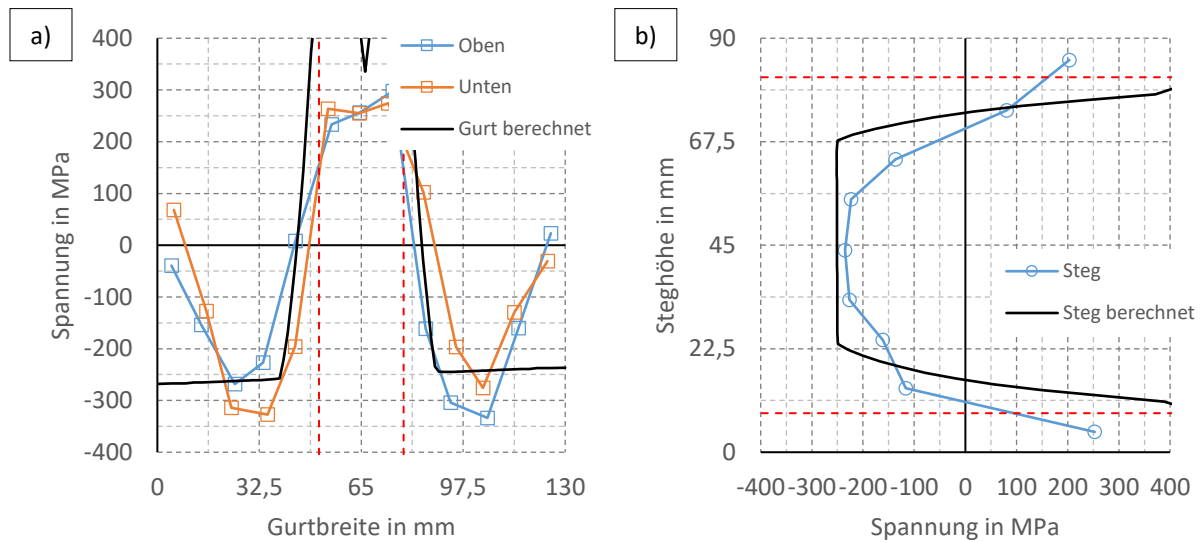 a)
Spannung in MPa
400
300
200
100
0
-100
-200
-300
-400
0 32,5 65 97,5 130
Gurtbreite in mm
Oben
Unten
Gurt berechnet
b)
Steghöhe in mm
90
67,5
45
22,5
0
-400 -300 -200 -100 0 100 200 300 400
Spannung in MPa
Steg
Steg berechnet